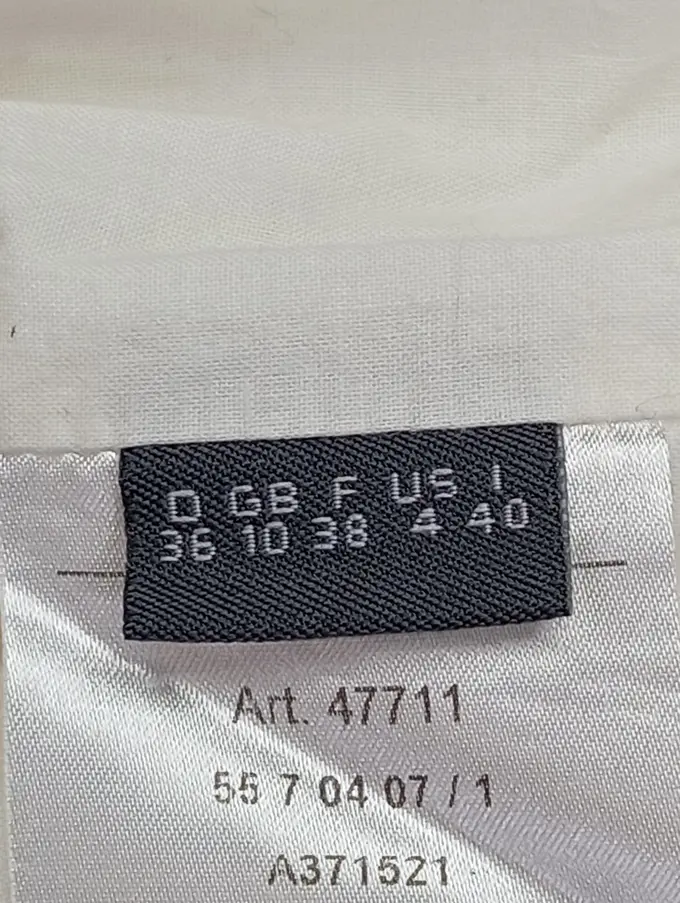 D GB F US I
36 10 38 4 40
Art. 47711
55 7 04 07 / 1
A371521